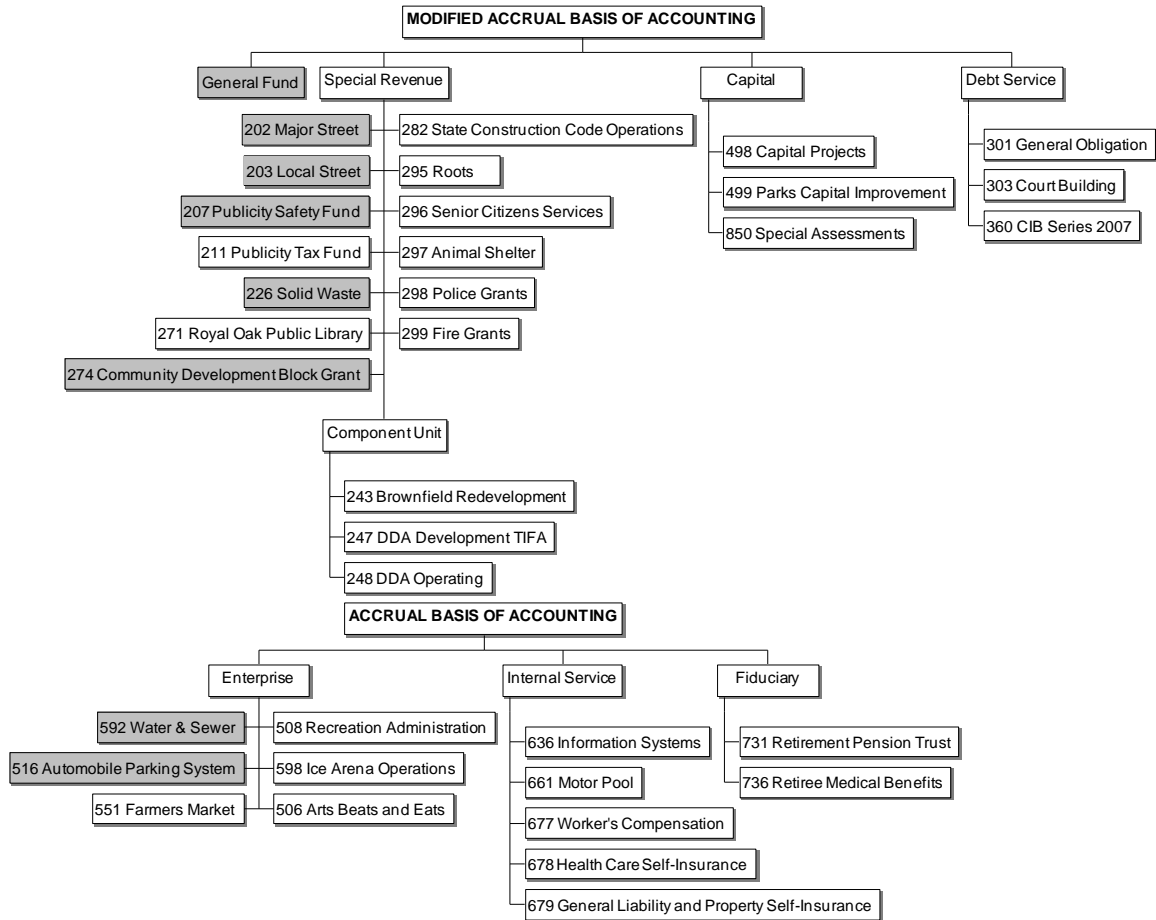 MODIFIED ACCRUAL BASIS OF ACCOUNTING
General Fund
Special Revenue
Capital
Debt Service
202 Major Street
282 State Construction Code Operations
203 Local Street
295 Roots
207 Publicity Safety Fund
296 Senior Citizens Services
211 Publicity Tax Fund
297 Animal Shelter
226 Solid Waste
298 Police Grants
271 Royal Oak Public Library
299 Fire Grants
274 Community Development Block Grant
498 Capital Projects
499 Parks Capital Improvement
850 Special Assessments
301 General Obligation
303 Court Building
360 CIB Series 2007
Component Unit
243 Brownfield Redevelopment
247 DDA Development TIFA
248 DDA Operating
ACCRUAL BASIS OF ACCOUNTING
Enterprise
Internal Service
Fiduciary
592 Water & Sewer
508 Recreation Administration
516 Automobile Parking System
598 Ice Arena Operations
551 Farmers Market
506 Arts Beats and Eats
636 Information Systems
661 Motor Pool
677 Worker's Compensation
678 Health Care Self-Insurance
679 General Liability and Property Self-Insurance
731 Retirement Pension Trust
736 Retiree Medical Benefits